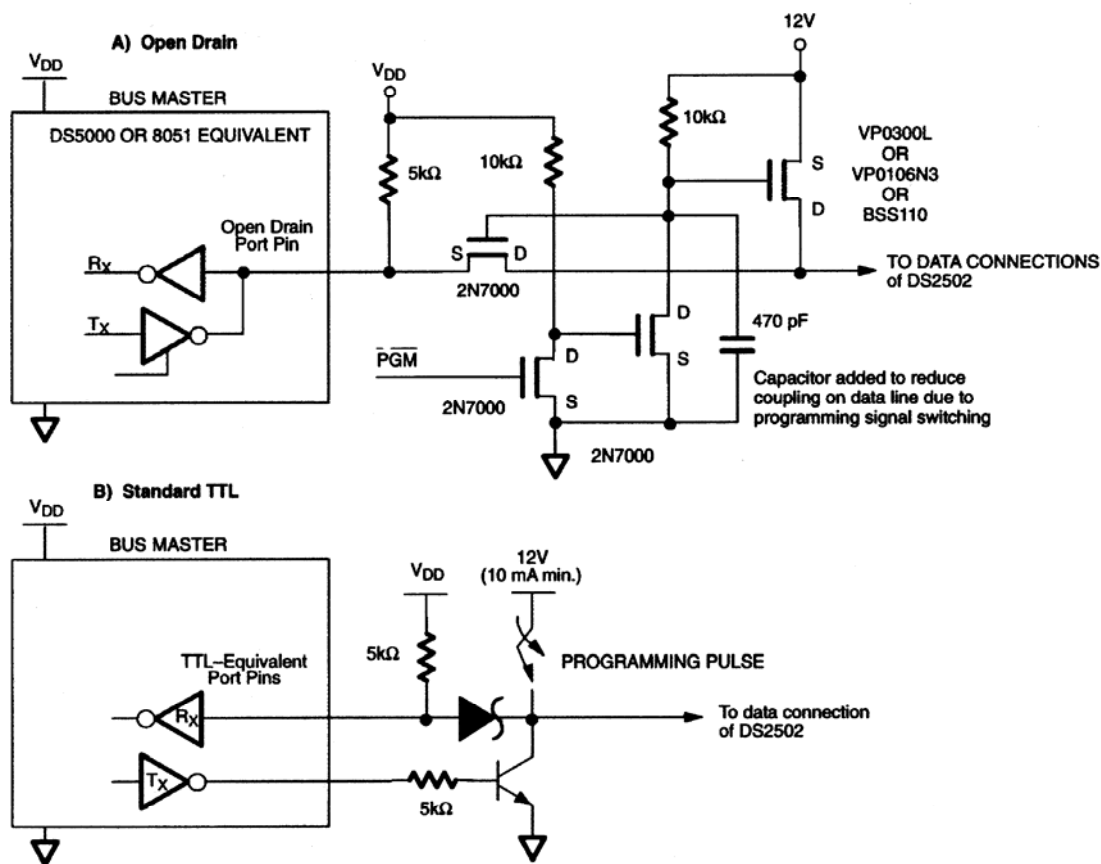 A) Open Drain
VDD
BUS MASTER
DS5000 OR 8051 EQUIVALENT
Open Drain
Port Pin
RX
TX
VDD
5kΩ
10kΩ
S
D
2N7000
PGM
D
S
2N7000
12V
10kΩ
S
D
VP0300L
OR
VP0106N3
OR
BSS110
TO DATA CONNECTIONS
of DS2502
D
S
2N7000
470 pF
Capacitor added to reduce
coupling on data line due to
programming signal switching
B) Standard TTL
VDD
BUS MASTER
TTL–Equivalent
Port Pins
RX
TX
VDD
5kΩ
5kΩ
12V
(10 mA min.)
PROGRAMMING PULSE
To data connection
of DS2502